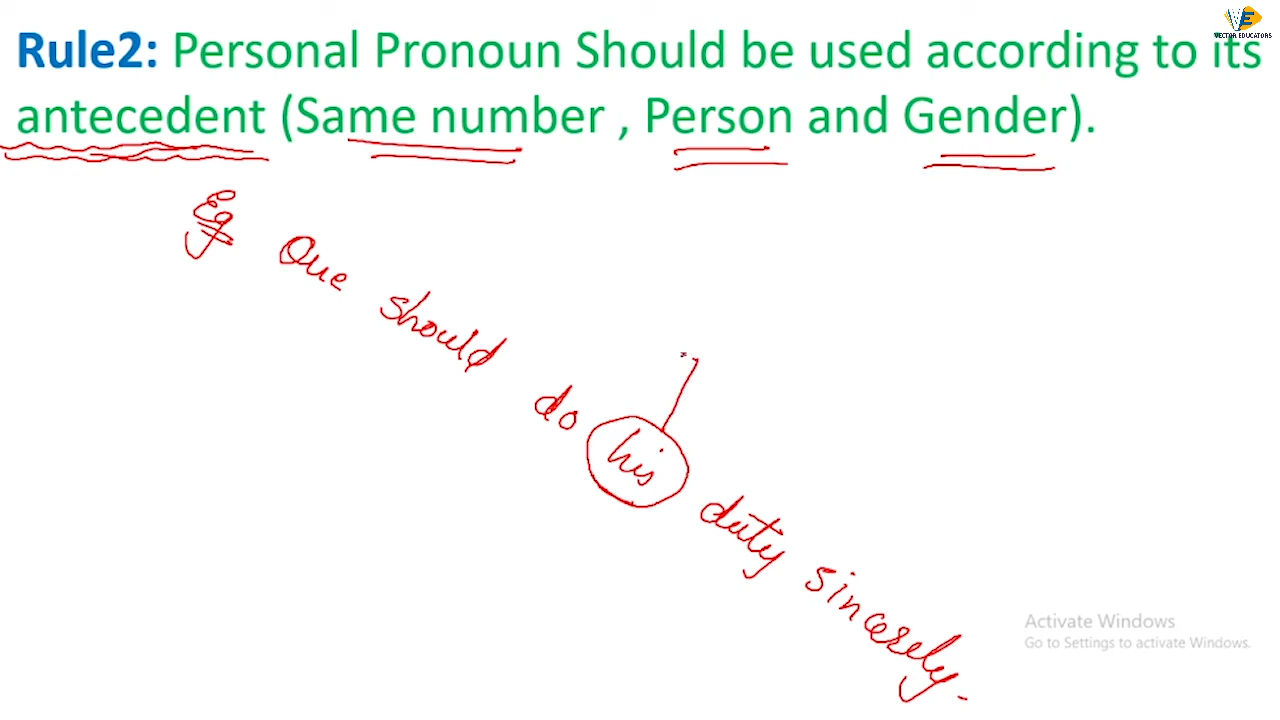 VE
VECTOR EDUCATORS
Rule2: Personal Pronoun Should be used according to its
antecedent (Same number , Person and Gender).
Eg One should do his duty sincerely.
Activate Windows
Go to Settings to activate Windows.